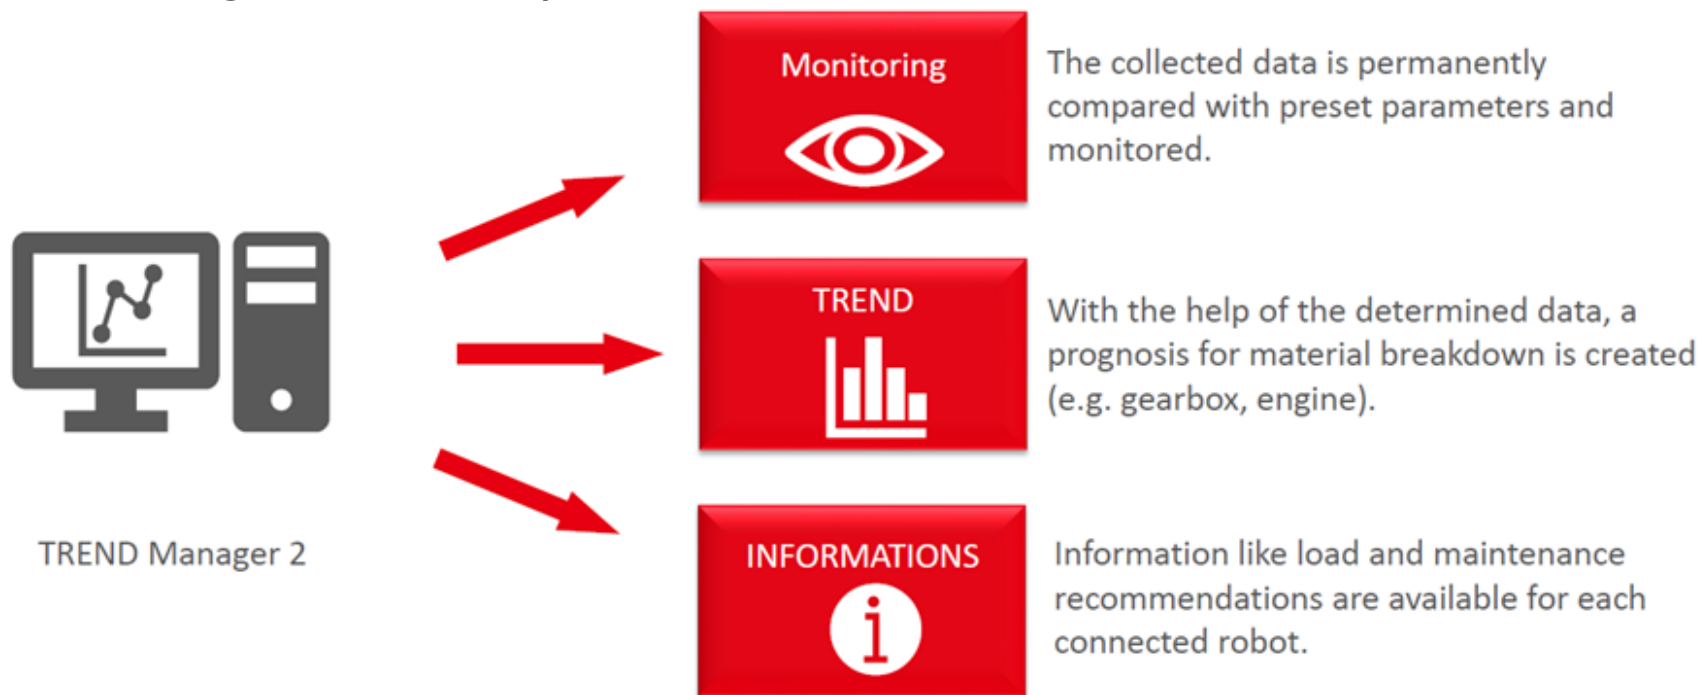 Monitoring
The collected data is permanently
compared with preset parameters and
monitored.
TREND
With the help of the determined data, a
prognosis for material breakdown is created
(e.g. gearbox, engine).
TREND Manager 2
INFORMATIONS
i
Information like load and maintenance
recommendations are available for each
connected robot.